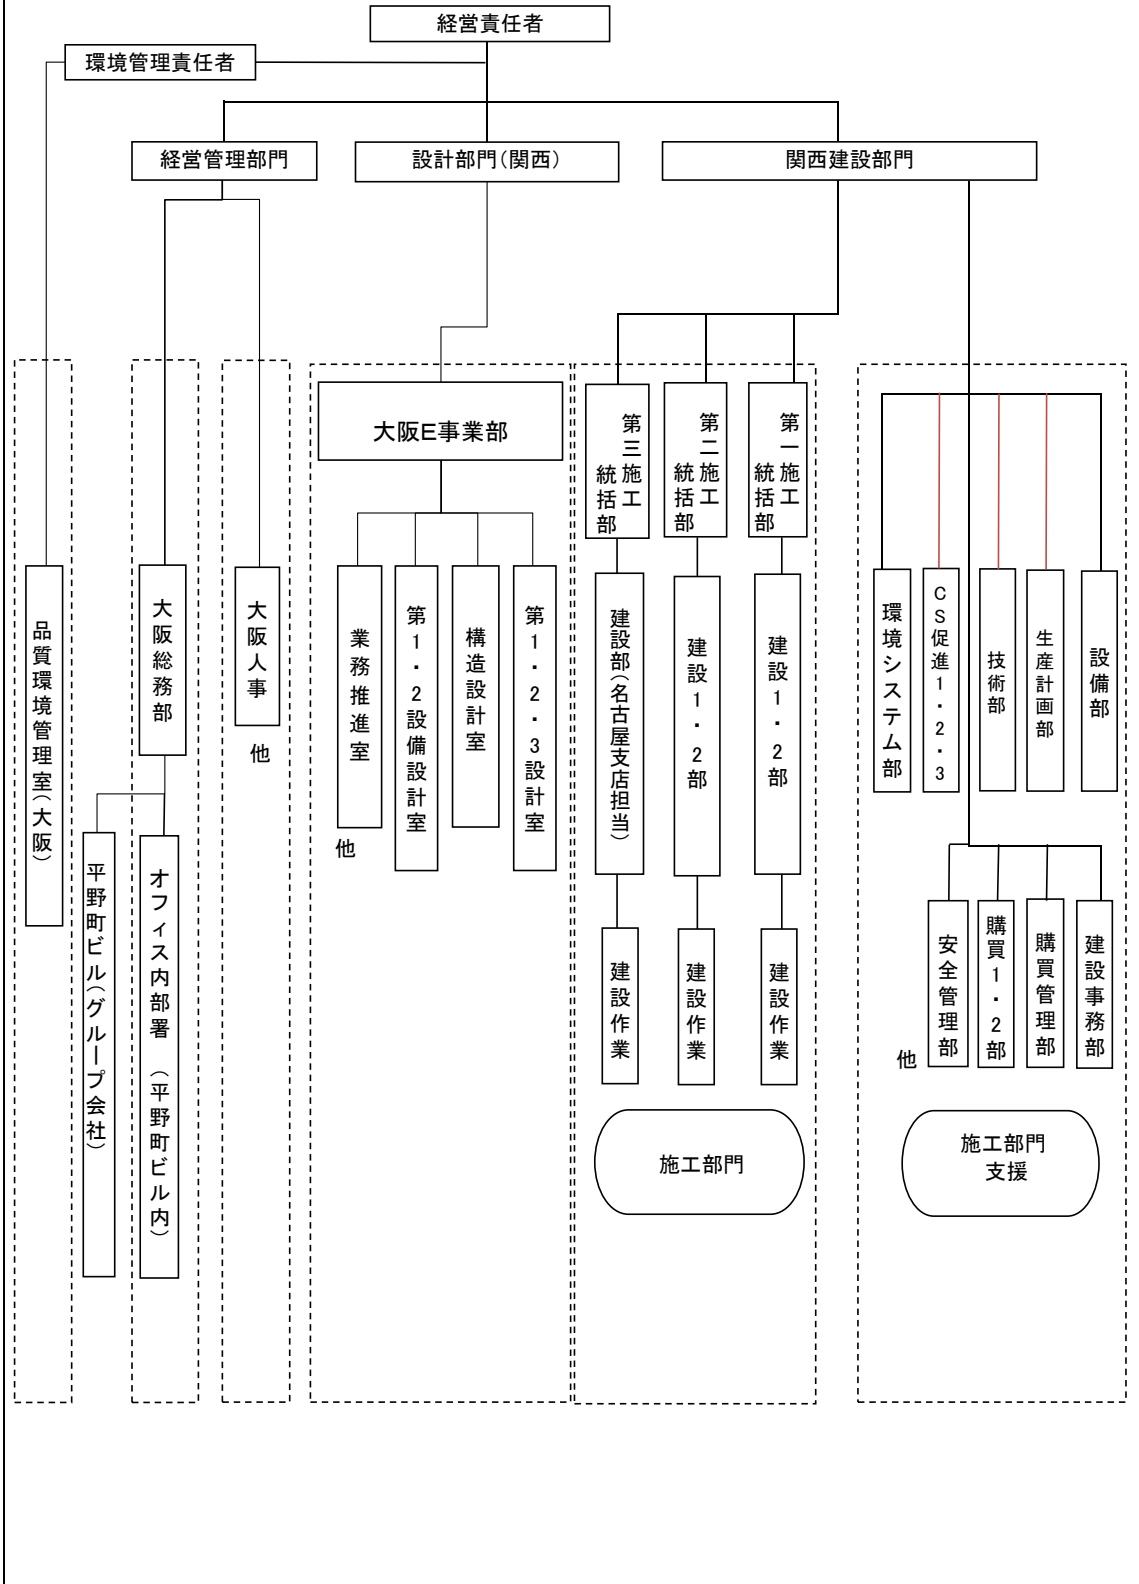 経営責任者
環境管理責任者
経営管理部門
設計部門（関西）
関西建設部門
大阪E事業部
第三施工
統括部
第二施工
統括部
第一施工
統括部
品質環境管理室（大阪）
大阪総務部
大阪人事
他
業務推進室
他
第1・2設備設計室
構造設計室
第1・2・3設計室
建設部（名古屋支店担当）
建設1・2部
建設1・2部
環境システム部
CS促進1・2・3
技術部
生産計画部
設備部
平野町ビル（グループ会社）
オフィス内部署（平野町ビル内）
建設作業
建設作業
建設作業
他
安全管理部
購買1・2部
購買管理部
建設事務部
施工部門
施工部門
支援